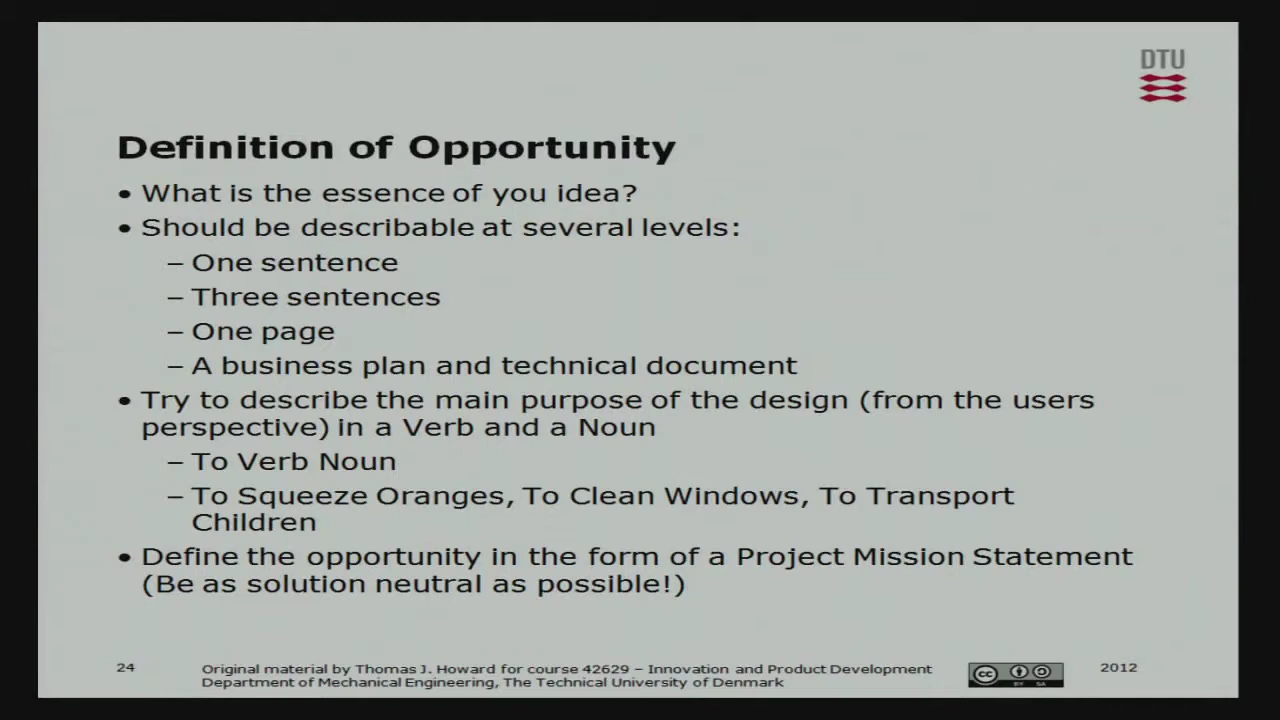 DTU
Definition of Opportunity
• What is the essence of you idea?
• Should be describable at several levels:
– One sentence
– Three sentences
– One page
– A business plan and technical document
• Try to describe the main purpose of the design (from the users
perspective) in a Verb and a Noun
– To Verb Noun
– To Squeeze Oranges, To Clean Windows, To Transport
Children
• Define the opportunity in the form of a Project Mission Statement
(Be as solution neutral as possible!)
24
Original material by Thomas J. Howard for course 42629 – Innovation and Product Development
Department of Mechanical Engineering, The Technical University of Denmark
cc
BY SA
2012